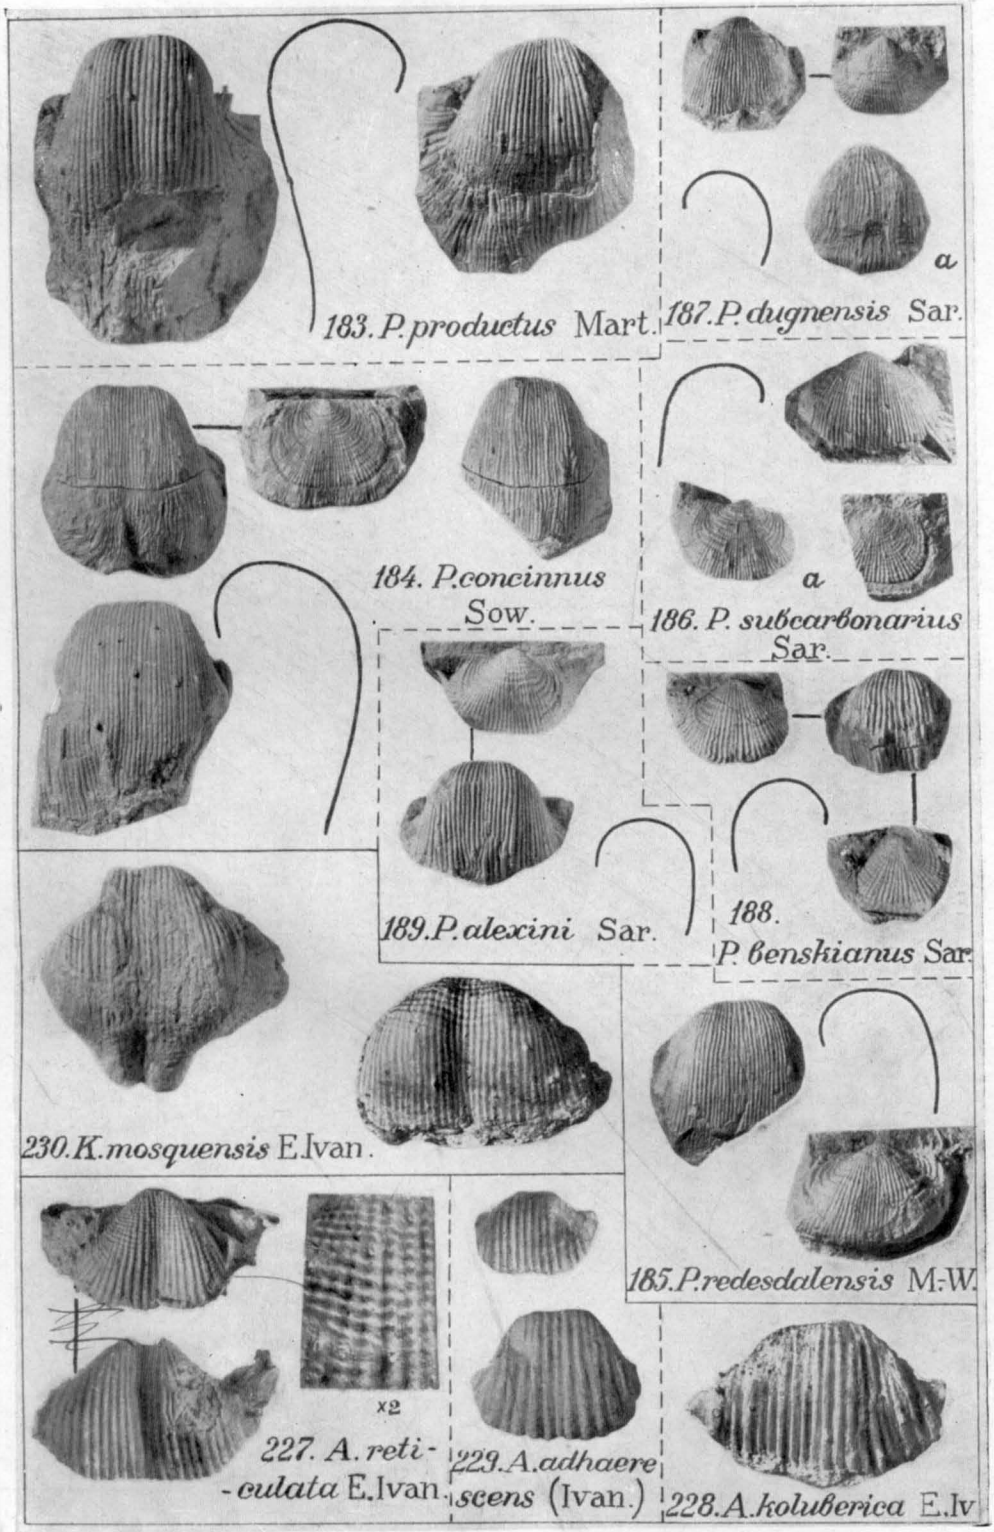 183. P. productus Mart.
187. P. dugnensis Sar.
a
184. P. concinnus
Sow.
a
186. P. subcarbonarius
Sar.
189. P. alexini Sar.
188.
P. benskianus Sar.
230. K. mosquensis E.Ivan.
185. P. redesdalensis M.-W.
×2
227. A. reti-
-culata E.Ivan.
229. A. adhaere
scens (Ivan.)
228. A. koluberica E.Iv